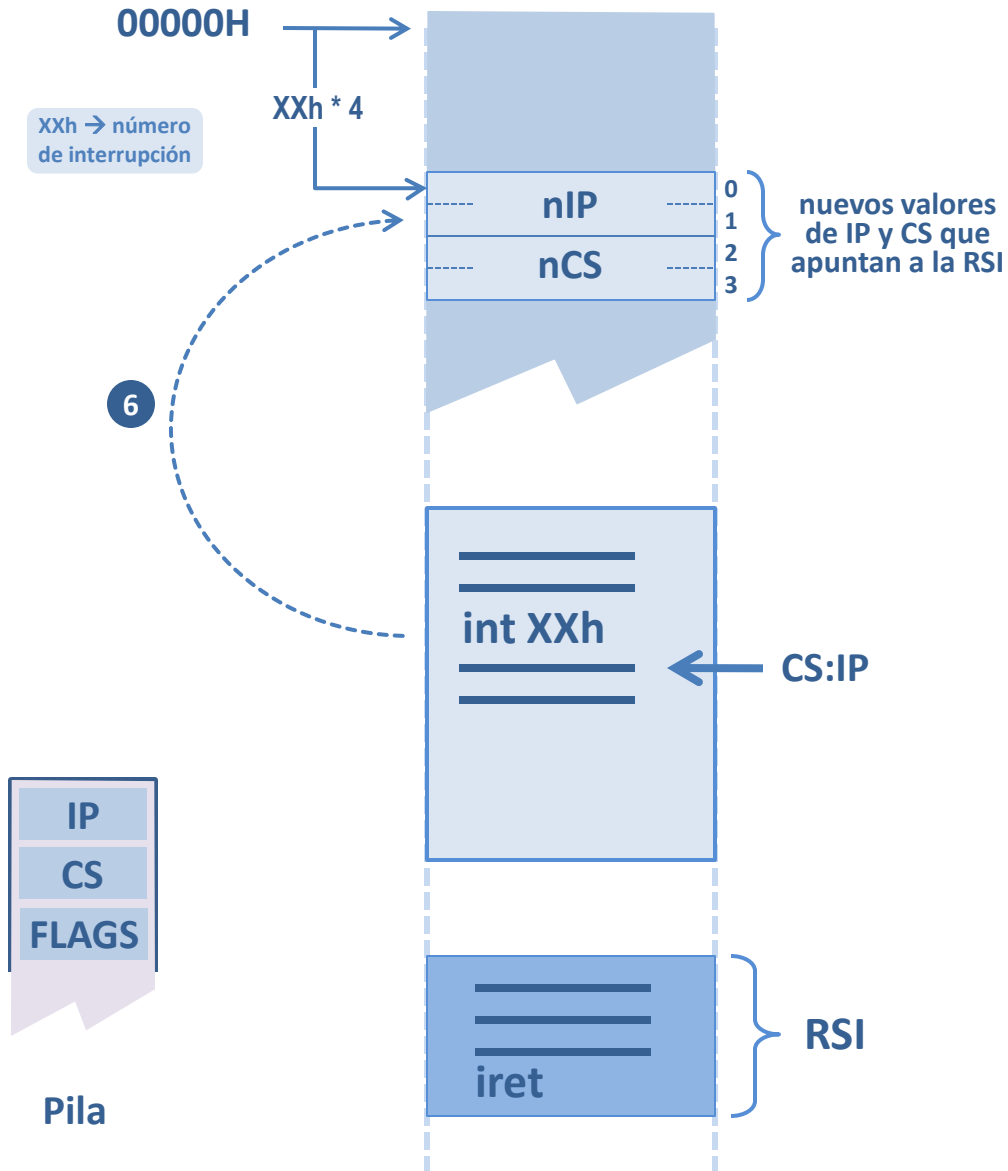 00000H
XXh * 4
XXh → número
de interrupción
nIP
nCS
0
1
2
3
nuevos valores
de IP y CS que
apuntan a la RSI
6
int XXh
CS:IP
IP
CS
FLAGS
Pila
iret
RSI